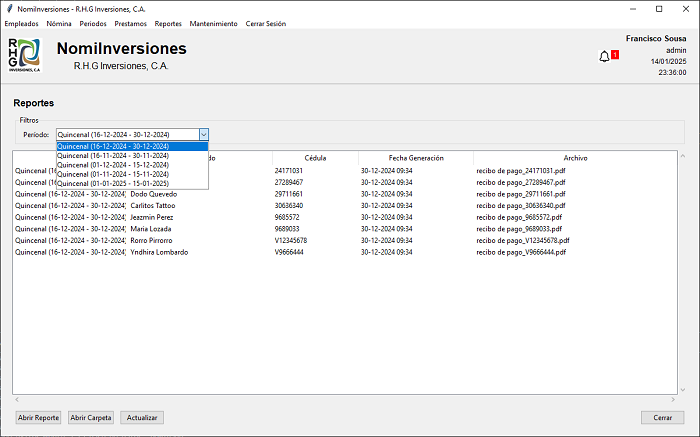 NomiInversiones - R.H.G Inversiones, C.A.
Empleados Nómina Periodos Prestamos Reportes Mantenimiento Cerrar Sesión
R
H
G
INVERSIONES, C.A
NomiInversiones
R.H.G Inversiones, C.A.
Francisco Sousa
admin
1
14/01/2025
23:36:00
Reportes
Filtros
Período: Quincenal (16-12-2024 - 30-12-2024)
Quincenal (16-12-2024 - 30-12-2024)
Quincenal (16-11-2024 - 30-11-2024)
Quincenal (01-12-2024 - 15-12-2024)
Quincenal (01-11-2024 - 15-11-2024)
Quincenal (01-01-2025 - 15-01-2025)
do Cédula Fecha Generación Archivo
Quincenal (16 24171031 30-12-2024 09:34 recibo de pago_24171031.pdf
Quincenal (16 27289467 30-12-2024 09:34 recibo de pago_27289467.pdf
Quincenal (16-12-2024 - 30-12-2024) Dodo Quevedo 29711661 30-12-2024 09:34 recibo de pago_29711661.pdf
Quincenal (16-12-2024 - 30-12-2024) Carlitos Tattoo 30636340 30-12-2024 09:34 recibo de pago_30636340.pdf
Quincenal (16-12-2024 - 30-12-2024) Jeazmin Perez 9685572 30-12-2024 09:34 recibo de pago_9685572.pdf
Quincenal (16-12-2024 - 30-12-2024) Maria Lozada 9689033 30-12-2024 09:34 recibo de pago_9689033.pdf
Quincenal (16-12-2024 - 30-12-2024) Rorro Pirrorro V12345678 30-12-2024 09:34 recibo de pago_V12345678.pdf
Quincenal (16-12-2024 - 30-12-2024) Yndhira Lombardo V9666444 30-12-2024 09:34 recibo de pago_V9666444.pdf
Abrir Reporte Abrir Carpeta Actualizar Cerrar